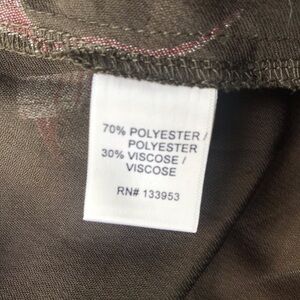 70% POLYESTER /
POLYESTER
30% VISCOSE /
VISCOSE
RN# 133953